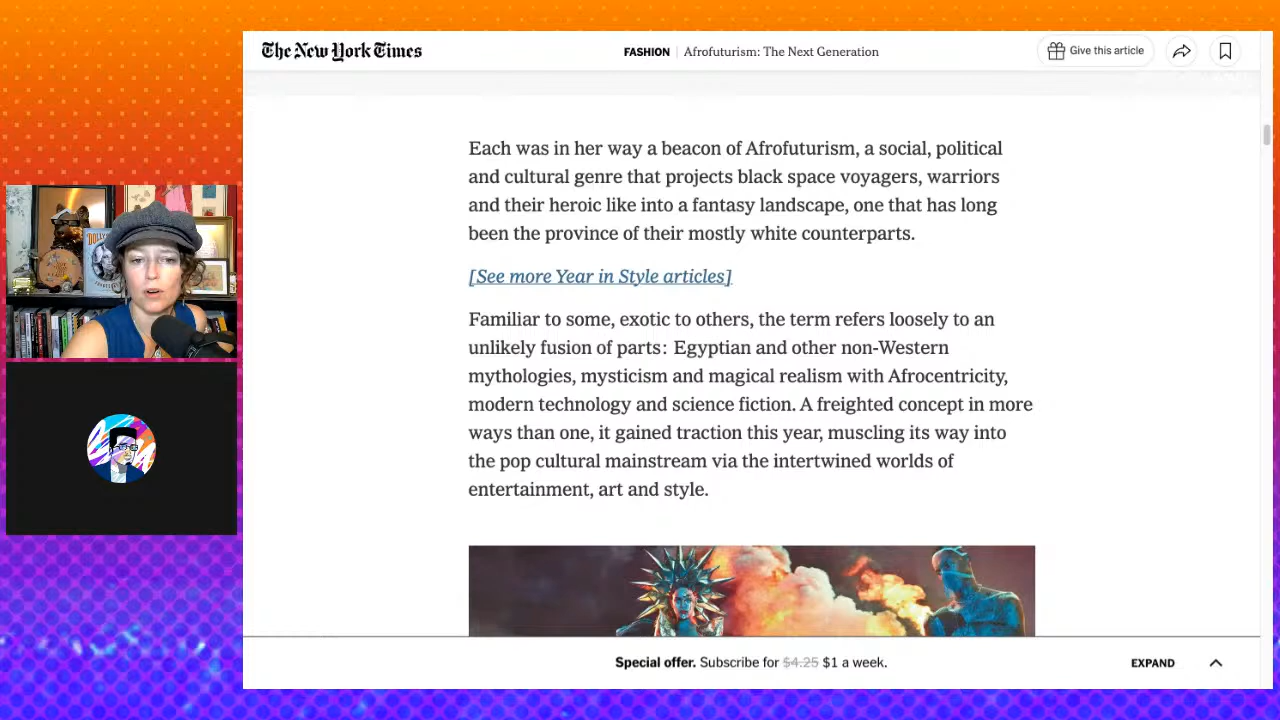 The New York Times
FASHION | Afrofuturism: The Next Generation
Give this article
Each was in her way a beacon of Afrofuturism, a social, political
and cultural genre that projects black space voyagers, warriors
and their heroic like into a fantasy landscape, one that has long
been the province of their mostly white counterparts.
[See more Year in Style articles]
Familiar to some, exotic to others, the term refers loosely to an
unlikely fusion of parts: Egyptian and other non-Western
mythologies, mysticism and magical realism with Afrocentricity,
modern technology and science fiction. A freighted concept in more
ways than one, it gained traction this year, muscling its way into
the pop cultural mainstream via the intertwined worlds of
entertainment, art and style.
Special offer. Subscribe for $4.25 $1 a week.
EXPAND